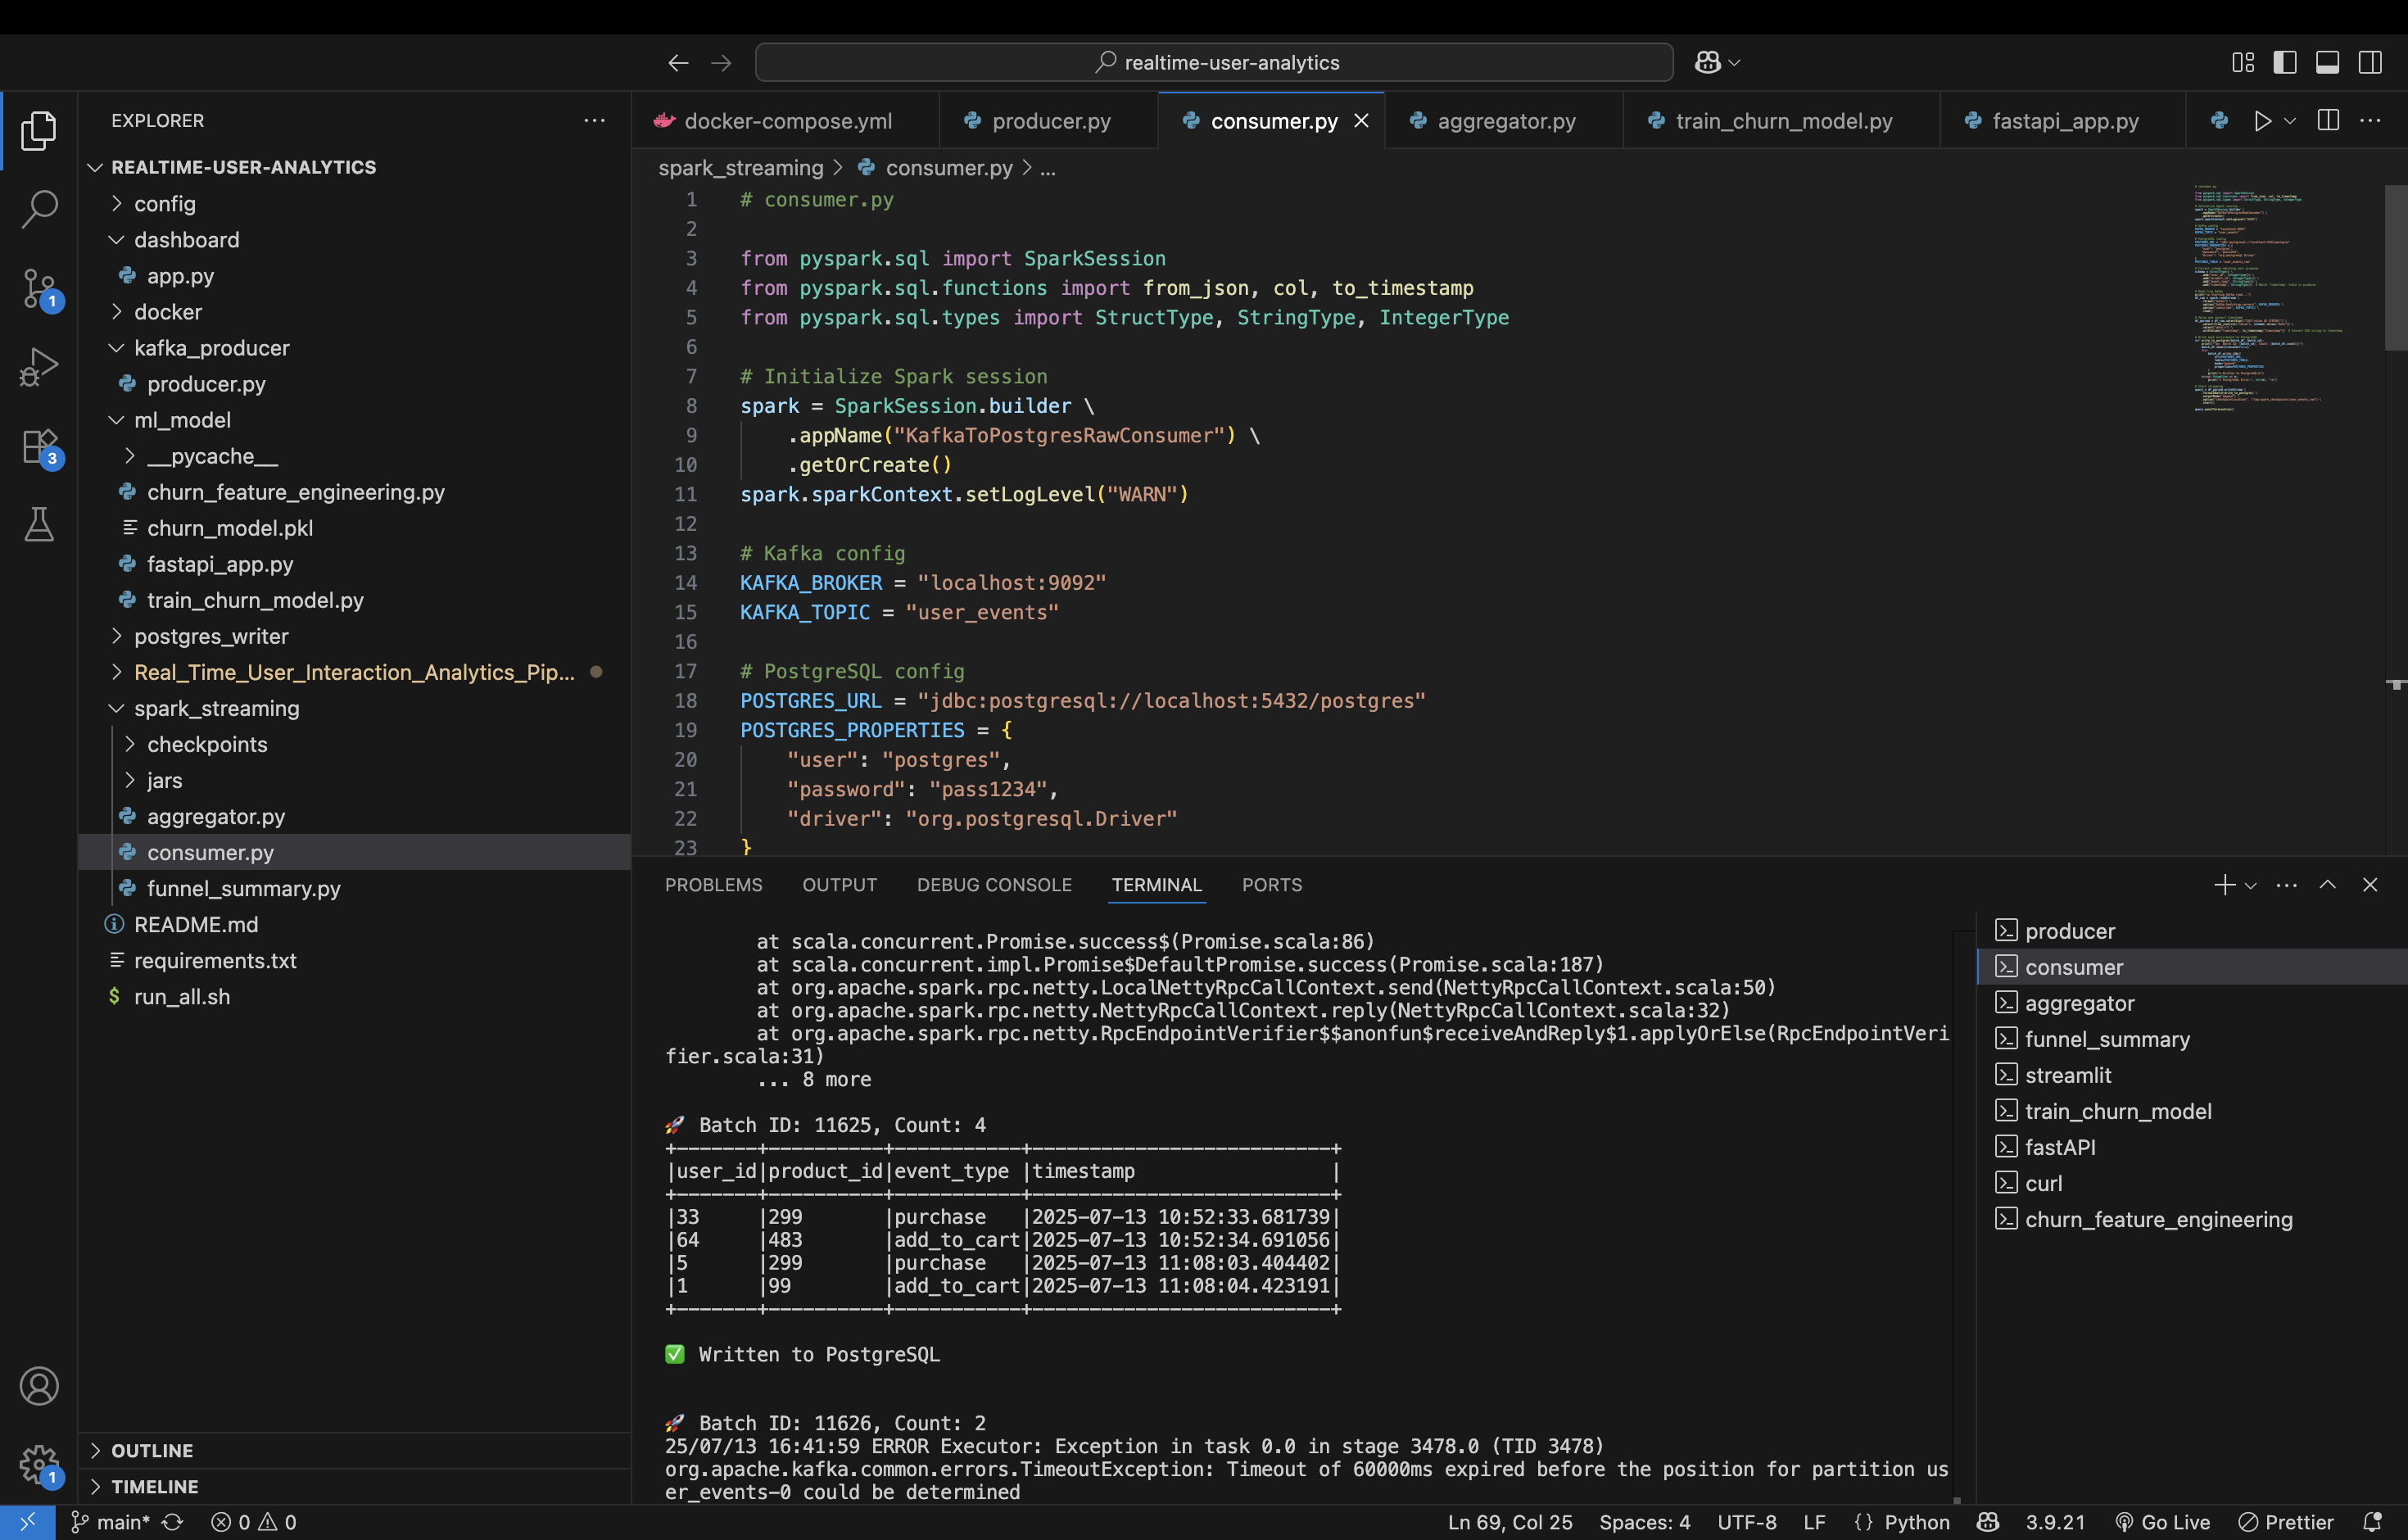 realtime-user-analytics
EXPLORER
REALTIME-USER-ANALYTICS
config
dashboard
app.py
docker
kafka_producer
producer.py
ml_model
__pycache__
churn_feature_engineering.py
churn_model.pkl
fastapi_app.py
train_churn_model.py
postgres_writer
Real_Time_User_Interaction_Analytics_Pip...
spark_streaming
checkpoints
jars
aggregator.py
consumer.py
funnel_summary.py
README.md
requirements.txt
$ run_all.sh
OUTLINE
TIMELINE
1
3
1
docker-compose.yml producer.py consumer.py aggregator.py train_churn_model.py fastapi_app.py
spark_streaming > consumer.py > ...
1 # consumer.py
2
3 from pyspark.sql import SparkSession
4 from pyspark.sql.functions import from_json, col, to_timestamp
5 from pyspark.sql.types import StructType, StringType, IntegerType
6
7 # Initialize Spark session
8 spark = SparkSession.builder \
9 .appName("KafkaToPostgresRawConsumer") \
10 .getOrCreate()
11 spark.sparkContext.setLogLevel("WARN")
12
13 # Kafka config
14 KAFKA_BROKER = "localhost:9092"
15 KAFKA_TOPIC = "user_events"
16
17 # PostgreSQL config
18 POSTGRES_URL = "jdbc:postgresql://localhost:5432/postgres"
19 POSTGRES_PROPERTIES = {
20 "user": "postgres",
21 "password": "pass1234",
22 "driver": "org.postgresql.Driver"
23 }
PROBLEMS OUTPUT DEBUG CONSOLE TERMINAL PORTS
at scala.concurrent.Promise.success$(Promise.scala:86)
at scala.concurrent.impl.Promise$DefaultPromise.success(Promise.scala:187)
at org.apache.spark.rpc.netty.LocalNettyRpcCallContext.send(NettyRpcCallContext.scala:50)
at org.apache.spark.rpc.netty.NettyRpcCallContext.reply(NettyRpcCallContext.scala:32)
at org.apache.spark.rpc.netty.RpcEndpointVerifier$$anonfun$receiveAndReply$1.applyOrElse(RpcEndpointVeri
fier.scala:31)
... 8 more
🚀 Batch ID: 11625, Count: 4
+-------+----------+-----------+--------------------------+
|user_id|product_id|event_type |timestamp                 |
+-------+----------+-----------+--------------------------+
|33     |299       |purchase   |2025-07-13 10:52:33.681739|
|64     |483       |add_to_cart|2025-07-13 10:52:34.691056|
|5      |299       |purchase   |2025-07-13 11:08:03.404402|
|1      |99        |add_to_cart|2025-07-13 11:08:04.423191|
+-------+----------+-----------+--------------------------+
✅ Written to PostgreSQL
🚀 Batch ID: 11626, Count: 2
25/07/13 16:41:59 ERROR Executor: Exception in task 0.0 in stage 3478.0 (TID 3478)
org.apache.kafka.common.errors.TimeoutException: Timeout of 60000ms expired before the position for partition us
er_events-0 could be determined
producer
consumer
aggregator
funnel_summary
streamlit
train_churn_model
fastAPI
curl
churn_feature_engineering
main* 0 0 Ln 69, Col 25 Spaces: 4 UTF-8 LF {} Python 3.9.21 Go Live Prettier